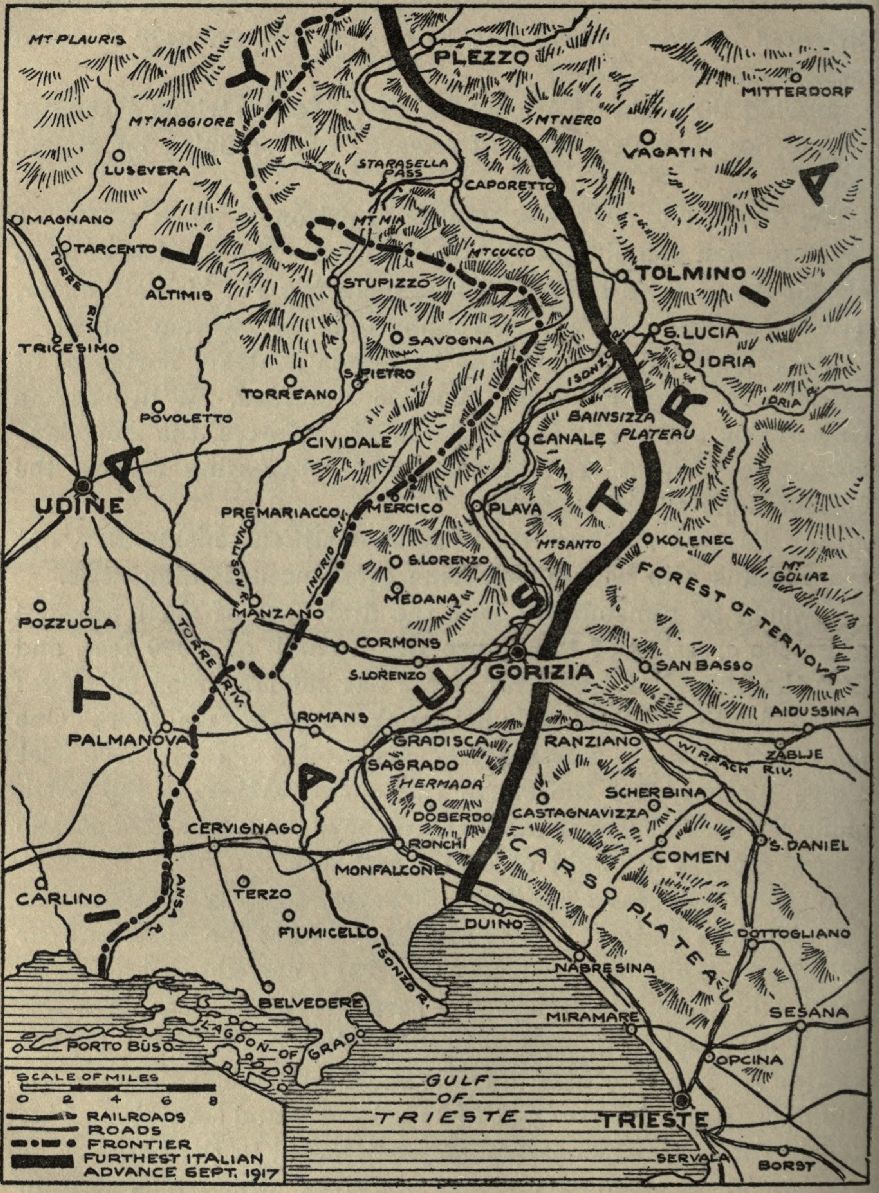 MT PLAURIS
PLEZZO
MITTERDORF
MT MAGGIORE
MT NERO
VAGATIN
LUSEVERA
STARASELLA
PASS
CAPORETTO
MAGNANO
MT MIA
TARCENTO
MT CUCCO
TOLMINO
TORRE
RIV.
ALTIMIS
STUPIZZO
S. LUCIA
TRICESIMO
SAVOGNA
ISONZO R.
IDRIA
S. PIETRO
TORREANO
IDRIA R.
POVOLETTO
BAINSIZZA
PLATEAU
CIVIDALE
CANALE
UDINE
PREMARIACCO
MERCICO
PLAVA
MT SANTO
KOLENEC
S. LORENZO
INDRIO RIV.
MT
GOLIAZ
MEDANA
FOREST OF TERNOVA
POZZUOLA
MANZANO
TORRE
RIV.
CORMONS
S. LORENZO
GORIZIA
SAN BASSO
AIDUSSINA
ROMANS
PALMANOVA
GRADISCA
RANZIANO
ZABLJE
SAGRADO
WIPPACH RIV.
HERMADA
SCHERBINA
DOBERDO
CASTAGNAVIZZA
CERVIGNAGO
RONCHI
COMEN
S. DANIEL
MONFALCONE
CARSO
PLATEAU
CARLINO
ANSA R.
TERZO
FIUMICELLO
ISONZO R.
DUINO
DOTTOGLIANO
NABRESINA
BELVEDERE
MIRAMARE
SESANA
LAGOON OF
GRADO
PORTO BUSO
OPCINA
ITALY
AUSTRIA
GULF
OF
TRIESTE
TRIESTE
SERVALA
BORST
SCALE OF MILES
0 2 4 6 8
RAILROADS
ROADS
FRONTIER
FURTHEST ITALIAN
ADVANCE SEPT. 1917